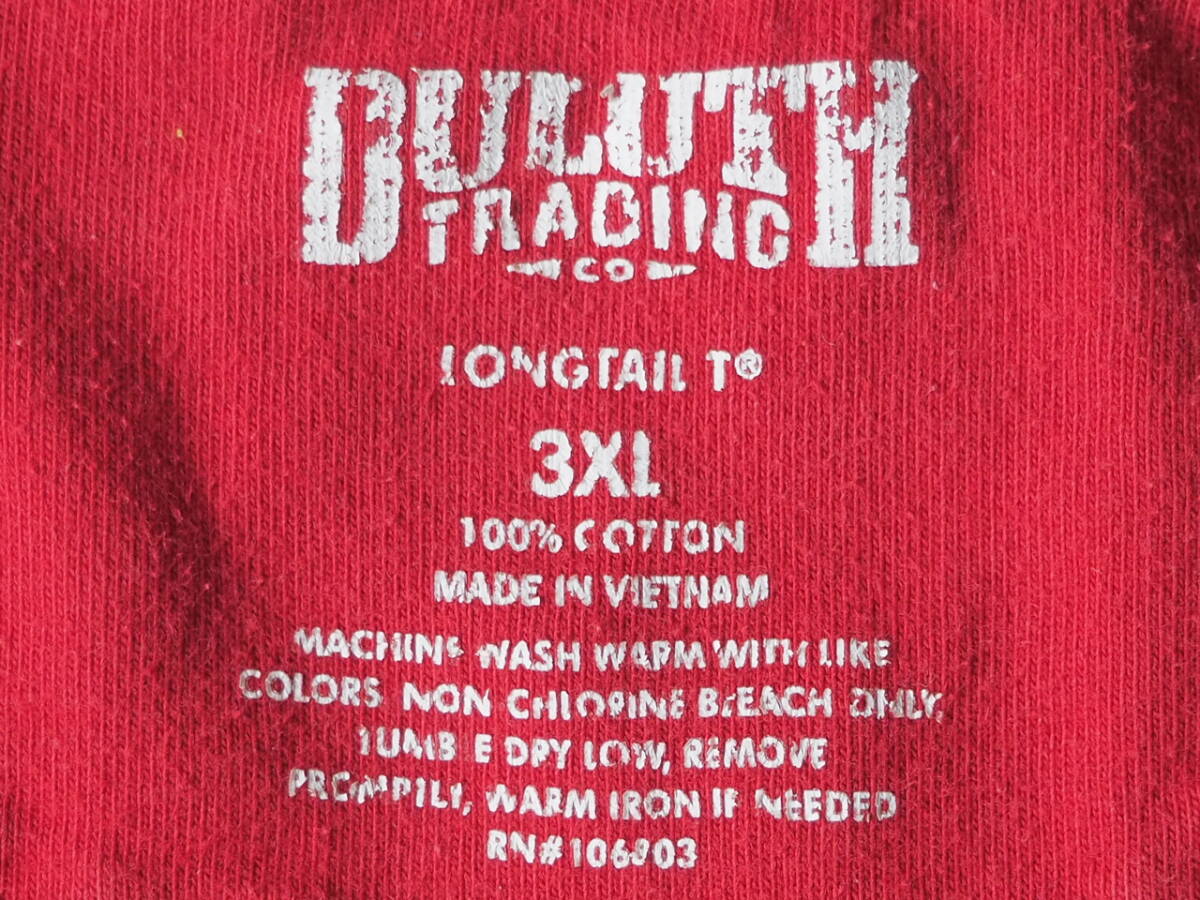 DULUTH
TRADING
CO
LONGTAIL T®
3XL
100% COTTON
MADE IN VIETNAM
MACHINE WASH WARM WITH LIKE
COLORS, NON CHLORINE BLEACH ONLY,
TUMBLE DRY LOW, REMOVE
PROMPTLY, WARM IRON IF NEEDED